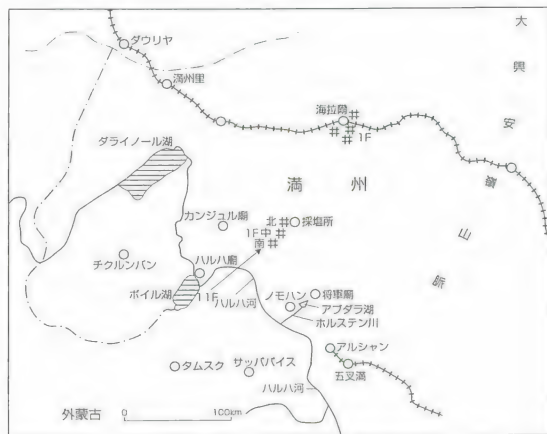 ダウリヤ
満州里
海拉爾
1F
大興安嶺山脈
ダライノール湖
満州
カンジュル廟
北
採塩所
1F中
南
チクルンバン
ハルハ廟
ボイル湖
11F
ハルハ河
ノモハン
将軍廟
アブダラ湖
ホルステン川
アルシャン
五叉溝
タムスク
サッババイス
ハルハ河
外蒙古
0
100km